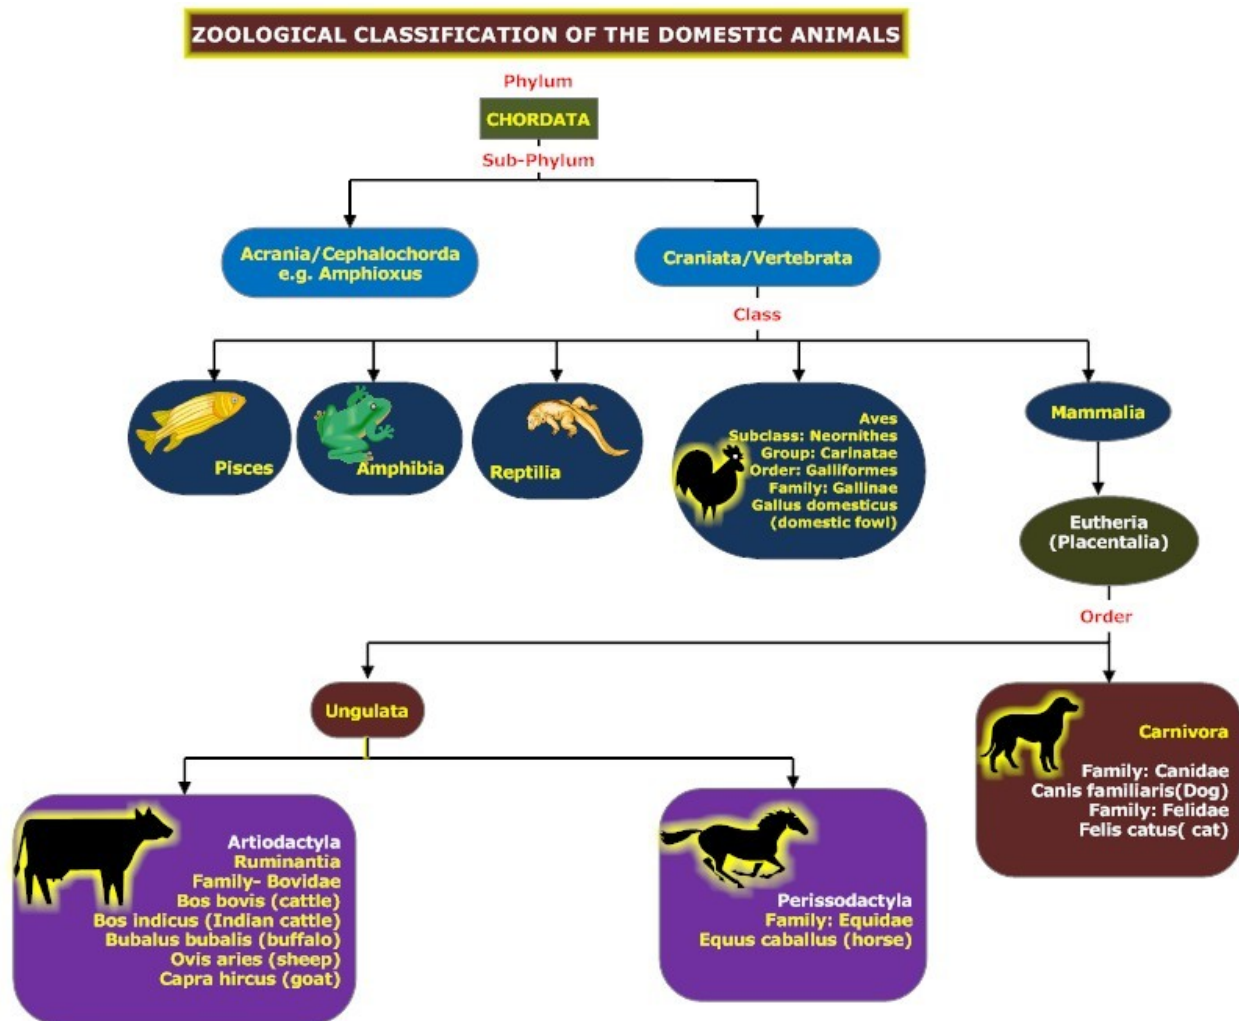 ZOOLOGICAL CLASSIFICATION OF THE DOMESTIC ANIMALS
Phylum
CHORDATA
Sub-Phylum
Acrania/Cephalochorda
e.g. Amphioxus
Craniata/Vertebrata
Class
Pisces
Amphibia
Reptilia
Aves
Subclass: Neornithes
Group: Carinatae
Order: Galliformes
Family: Gallinae
Gallus domesticus
(domestic fowl)
Mammalia
Eutheria
(Placentalia)
Order
Ungulata
Artiodactyla
Ruminantia
Family- Bovidae
Bos bovis (cattle)
Bos indicus (Indian cattle)
Bubalus bubalis (buffalo)
Ovis aries (sheep)
Capra hircus (goat)
Perissodactyla
Family: Equidae
Equus caballus (horse)
Carnivora
Family: Canidae
Canis familiaris(Dog)
Family: Felidae
Felis catus( cat)